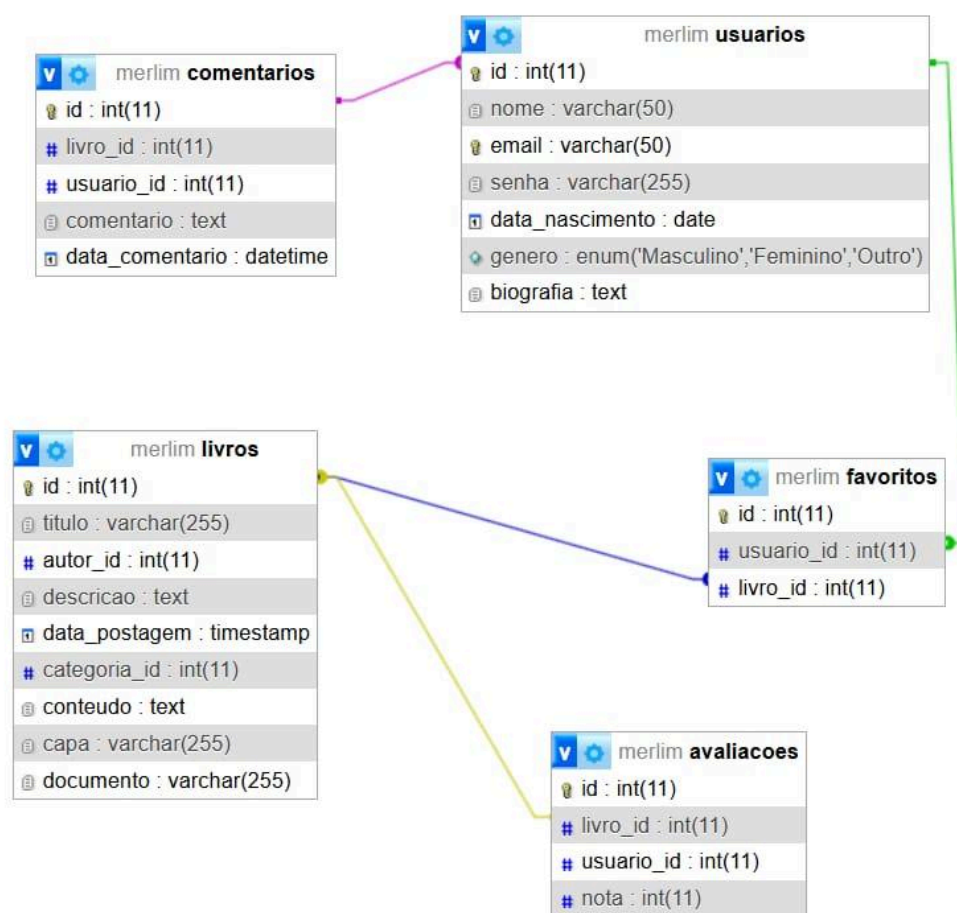 merlim comentarios
id : int(11)
livro_id : int(11)
usuario_id : int(11)
comentario : text
data_comentario : datetime
merlim usuarios
id : int(11)
nome : varchar(50)
email : varchar(50)
senha : varchar(255)
data_nascimento : date
genero : enum('Masculino','Feminino','Outro')
biografia : text
merlim livros
id : int(11)
titulo : varchar(255)
autor_id : int(11)
descricao : text
data_postagem : timestamp
categoria_id : int(11)
conteudo : text
capa : varchar(255)
documento : varchar(255)
merlim favoritos
id : int(11)
usuario_id : int(11)
livro_id : int(11)
merlim avaliacoes
id : int(11)
livro_id : int(11)
usuario_id : int(11)
nota : int(11)